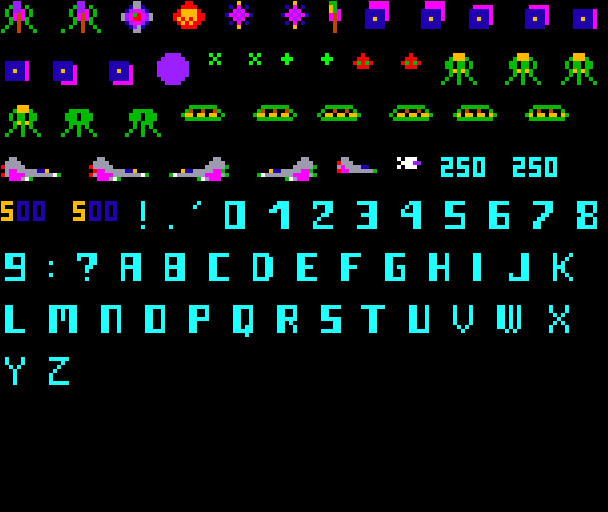 250 250
500 500 ! . ' 0 1 2 3 4 5 6 7 8
9 : ? A B C D E F G H I J K
L M N O P Q R S T U V W X
Y Z